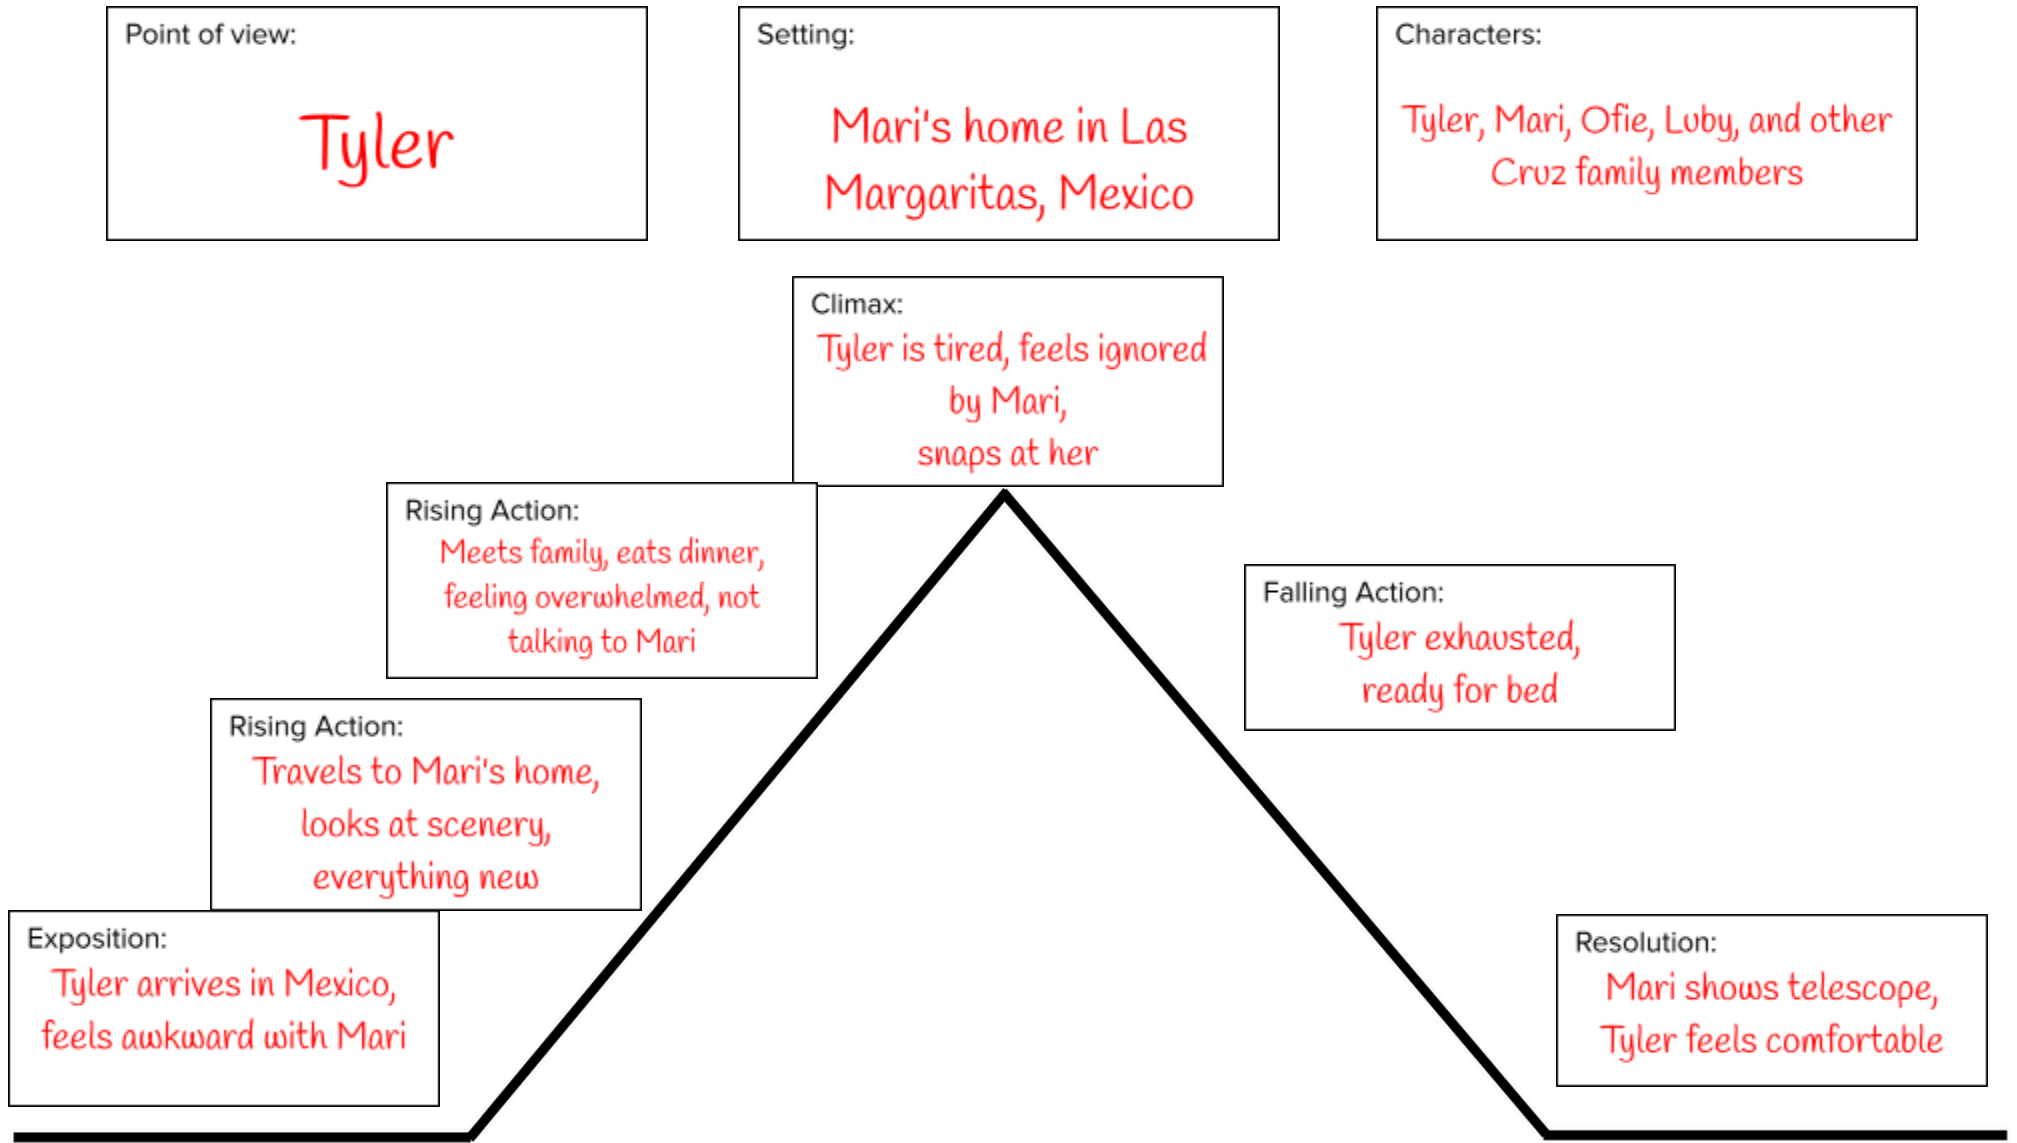 Point of view:
Tyler
Setting:
Mari's home in Las
Margaritas, Mexico
Characters:
Tyler, Mari, Ofie, Luby, and other
Cruz family members
Climax:
Tyler is tired, feels ignored
by Mari,
snaps at her
Rising Action:
Meets family, eats dinner,
feeling overwhelmed, not
talking to Mari
Falling Action:
Tyler exhausted,
ready for bed
Rising Action:
Travels to Mari's home,
looks at scenery,
everything new
Exposition:
Tyler arrives in Mexico,
feels awkward with Mari
Resolution:
Mari shows telescope,
Tyler feels comfortable